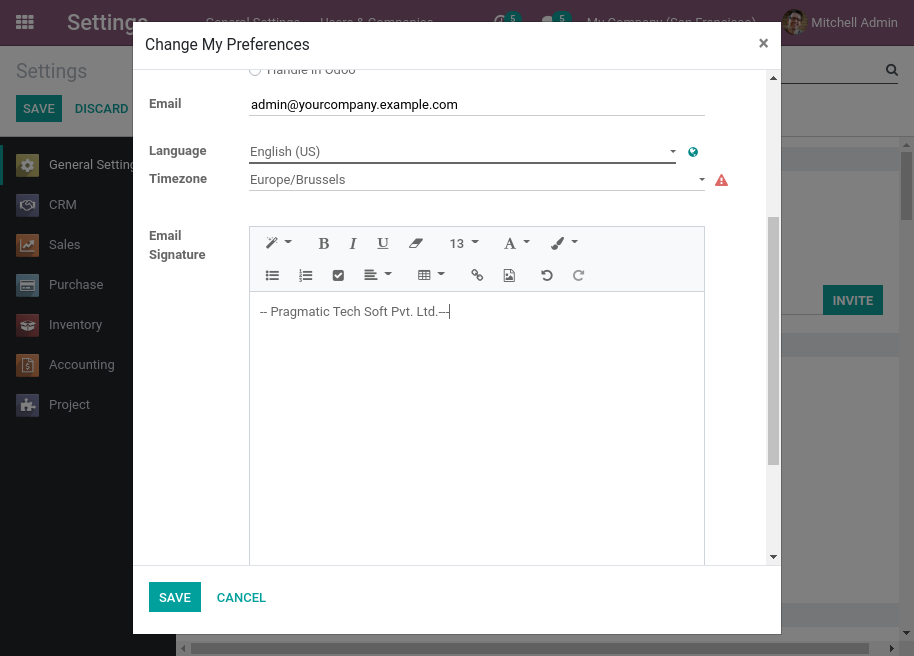 Settings General Settings Users & Companies 5 5 My Company (San Francisco) Mitchell Admin
Change My Preferences ×
Settings
SAVE DISCARD
General Setting
CRM
Sales
Purchase
Inventory
Accounting
Project
Handle in Odoo
Email admin@yourcompany.example.com
Language English (US)
Timezone Europe/Brussels
Email
Signature
B I U 13 A
-- Pragmatic Tech Soft Pvt. Ltd.---
INVITE
SAVE CANCEL